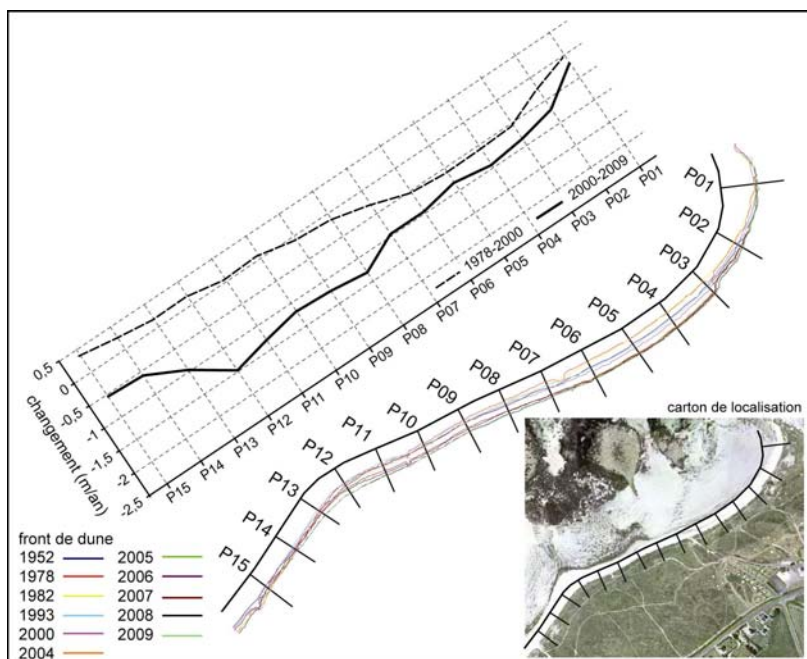 0,5
0
-0,5
-1
-1,5
-2
-2,5
changement (m/an)
P15
P14
P13
P12
P11
P10
P09
P08
P07
P06
P05
P04
P03
P02
P01
1978-2000
2000-2009
P01
P02
P03
P04
P05
P06
P07
P08
P09
P10
P11
P12
P13
P14
P15
carton de localisation
front de dune
1952
1978
1982
1993
2000
2004
2005
2006
2007
2008
2009